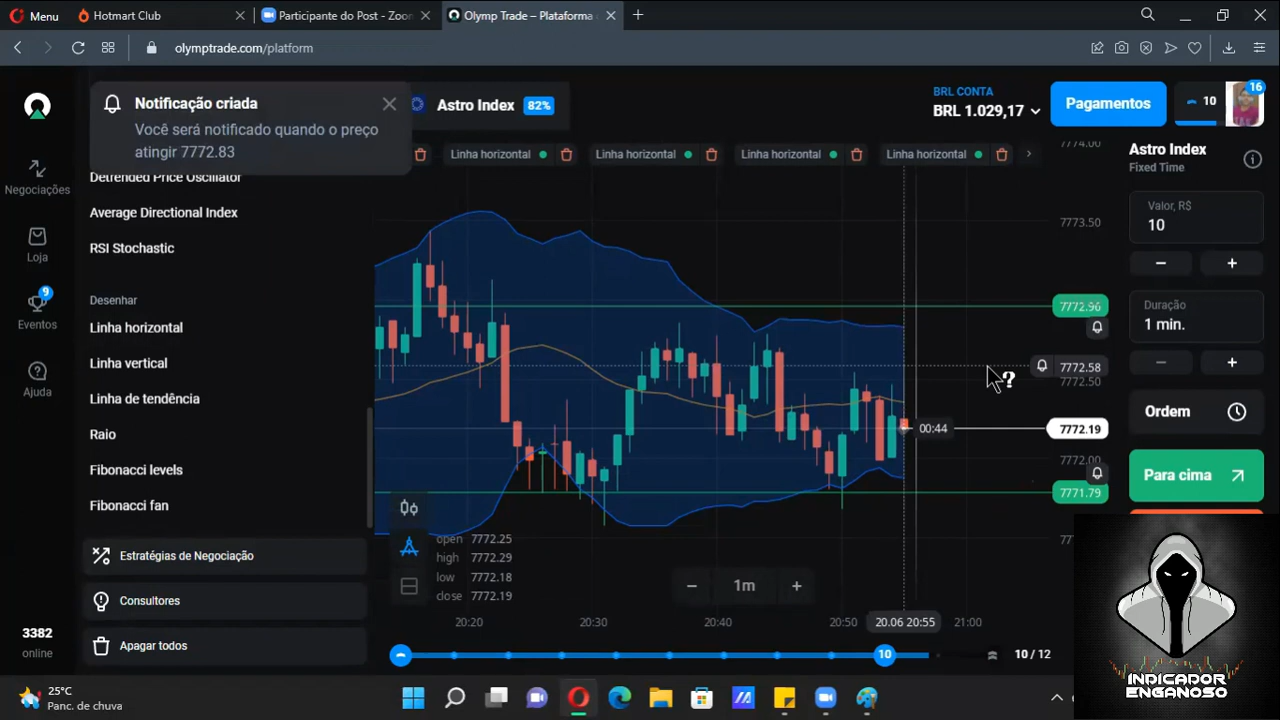 Menu
Hotmart Club
Participante do Post - Zoo
Olymp Trade – Plataforma
olymptrade.com/platform
Notificação criada
Você será notificado quando o preço
atingir 7772.83
Astro Index 82%
BRL CONTA
BRL 1.029,17
Pagamentos
10
16
Linha horizontal
Linha horizontal
Linha horizontal
Linha horizontal
Negociações
Loja
9
Eventos
Ajuda
3382
online
Detrended Price Oscillator
Average Directional Index
RSI Stochastic
Desenhar
Linha horizontal
Linha vertical
Linha de tendência
Raio
Fibonacci levels
Fibonacci fan
Estratégias de Negociação
Consultores
Apagar todos
7774.00
7773.50
7772.96
7772.58
7772.50
00:44
7772.19
7772.00
7771.79
open 7772.25
high 7772.29
low 7772.18
close 7772.19
− 1m +
20:20
20:30
20:40
20:50
20.06 20:55
21:00
10
10 / 12
Astro Index
Fixed Time
Valor, R$
10
− +
Duração
1 min.
− +
Ordem
Para cima
INDICADOR
ENGANOSO
25°C
Panc. de chuva